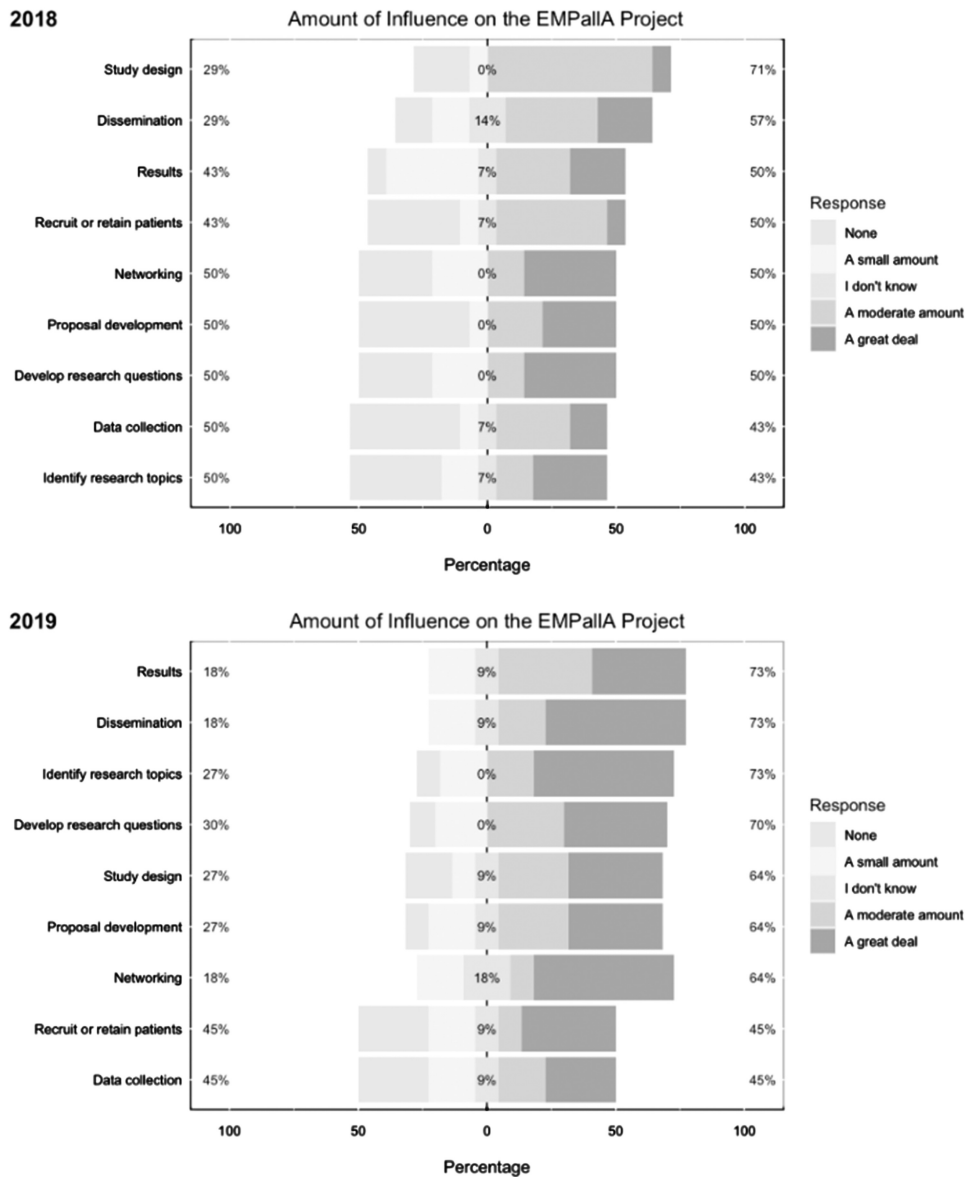 2018 Amount of Influence on the EMPallA Project
Study design 29% 0% 71%
Dissemination 29% 14% 57%
Results 43% 7% 50%
Recruit or retain patients 43% 7% 50%
Networking 50% 0% 50%
Proposal development 50% 0% 50%
Develop research questions 50% 0% 50%
Data collection 50% 7% 43%
Identify research topics 50% 7% 43%
100 50 0 50 100
Percentage
Response
None
A small amount
I don't know
A moderate amount
A great deal
2019 Amount of Influence on the EMPallA Project
Results 18% 9% 73%
Dissemination 18% 9% 73%
Identify research topics 27% 0% 73%
Develop research questions 30% 0% 70%
Study design 27% 9% 64%
Proposal development 27% 9% 64%
Networking 18% 18% 64%
Recruit or retain patients 45% 9% 45%
Data collection 45% 9% 45%
100 50 0 50 100
Percentage
Response
None
A small amount
I don't know
A moderate amount
A great deal